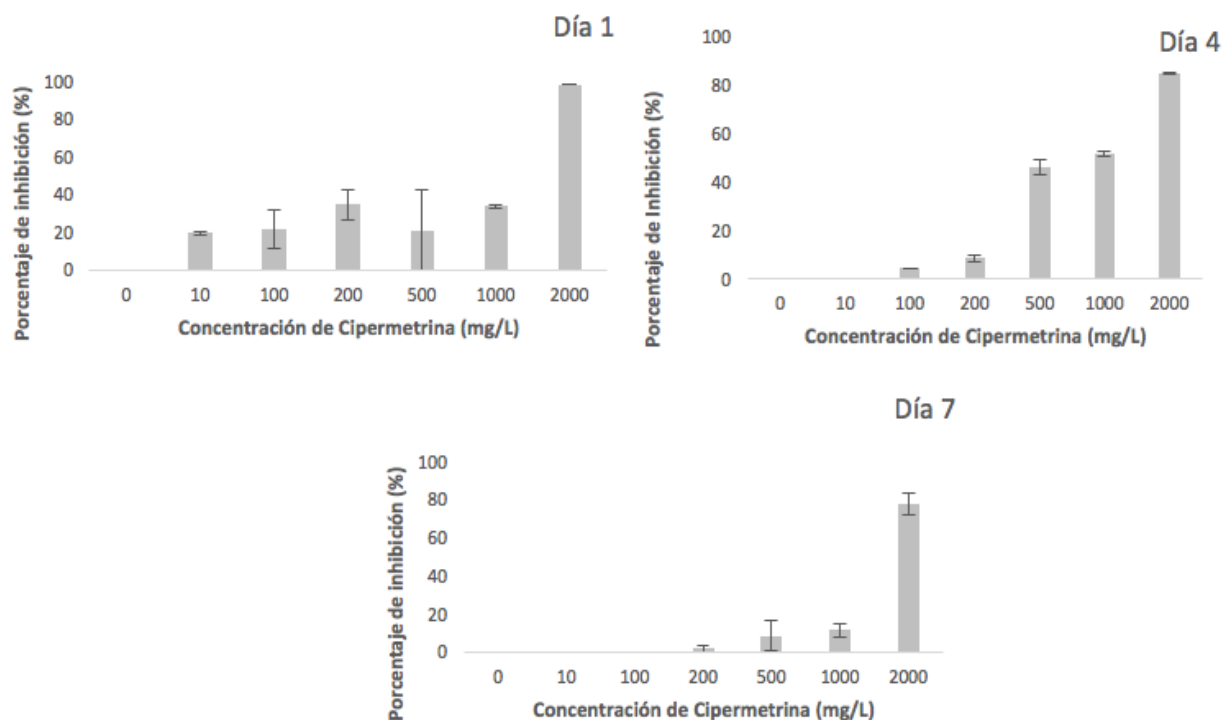 Día 1
Porcentaje de inhibición (%)
100
80
60
40
20
0
0 10 100 200 500 1000 2000
Concentración de Cipermetrina (mg/L)
Día 4
Porcentaje de Inhibición (%)
100
80
60
40
20
0
0 10 100 200 500 1000 2000
Concentración de Cipermetrina (mg/L)
Día 7
Porcentaje de inhibición (%)
100
80
60
40
20
0
0 10 100 200 500 1000 2000
Concentración de Cipermetrina (mg/L)